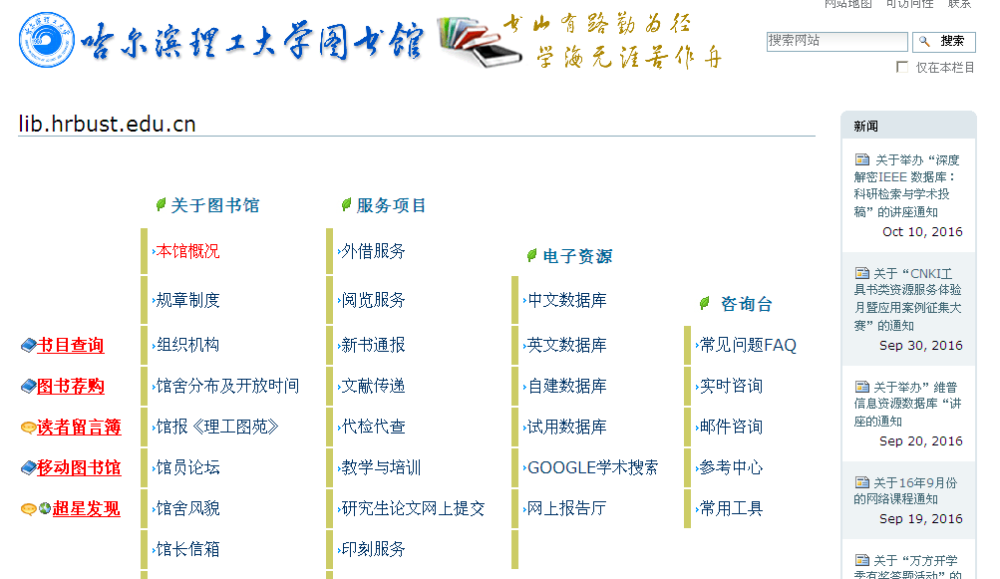 网站地图 可访问性 联系
哈尔滨理工大学图书馆
书山有路勤为径
学海无涯苦作舟
搜索网站
搜索
仅在本栏目
lib.hrbust.edu.cn
书目查询
图书荐购
读者留言簿
移动图书馆
超星发现
关于图书馆
›本馆概况
›规章制度
›组织机构
›馆舍分布及开放时间
›馆报《理工图苑》
›馆员论坛
›馆舍风貌
›馆长信箱
服务项目
›外借服务
›阅览服务
›新书通报
›文献传递
›代检代查
›教学与培训
›研究生论文网上提交
›印刻服务
电子资源
›中文数据库
›英文数据库
›自建数据库
›试用数据库
›GOOGLE学术搜索
›网上报告厅
咨询台
›常见问题FAQ
›实时咨询
›邮件咨询
›参考中心
›常用工具
新闻
关于举办“深度
解密IEEE 数据库：
科研检索与学术投
稿”的讲座通知
Oct 10, 2016
关于“CNKI工
具书类资源服务体验
月暨应用案例征集大
赛”的通知
Sep 30, 2016
关于举办”维普
信息资源数据库“讲
座的通知
Sep 20, 2016
关于16年9月份
的网络课程通知
Sep 19, 2016
关于“万方开学
季有奖答题活动”的